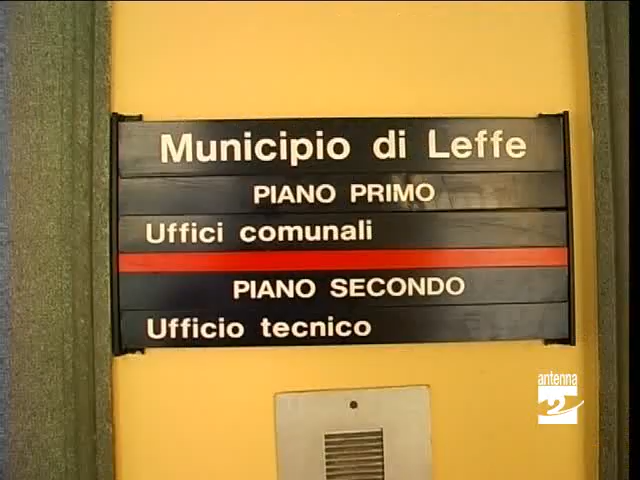 Municipio di Leffe
PIANO PRIMO
Uffici comunali
PIANO SECONDO
Ufficio tecnico
antenna
2